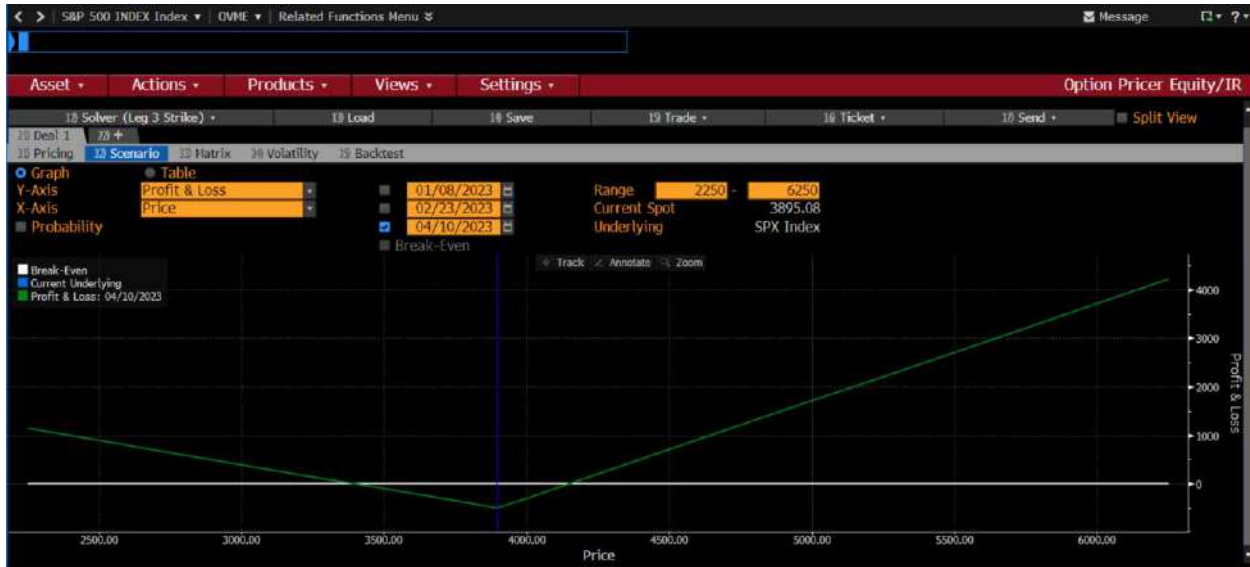 < > S&P 500 INDEX Index ▾ OVME ▾ Related Functions Menu Message ? ▾
Asset ▾ Actions ▾ Products ▾ Views ▾ Settings ▾ Option Pricer Equity/IR
Solver (Leg 3 Strike) ▾ Load Save Trade ▾ Ticket ▾ Send ▾ Split View
Deal 1 +
Pricing Scenario Matrix Volatility Backtest
Graph Table
Y-Axis Profit & Loss 01/08/2023 Range 2250 - 6250
X-Axis Price 02/23/2023 Current Spot 3895.08
Probability 04/10/2023 Underlying SPX Index
Break-Even
Track Annotate Zoom
Break-Even
Current Underlying
Profit & Loss: 04/10/2023
4000
3000
2000
1000
0
Profit & Loss
2500.00 3000.00 3500.00 4000.00 4500.00 5000.00 5500.00 6000.00
Price